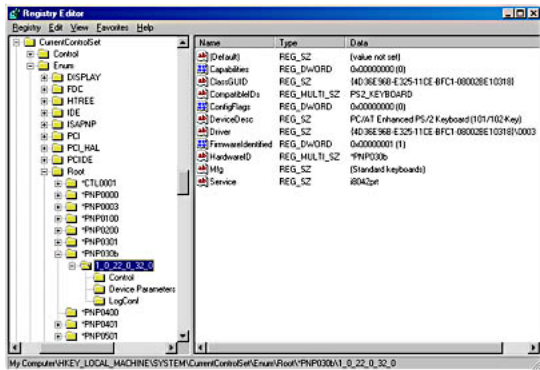 Registry Editor
Registry Edit View Favorites Help
CurrentControlSet
Control
Enum
DISPLAY
FDC
HTREE
IDE
ISAPNP
PCI
PCI_HAL
PCIIDE
Root
*CTL0001
*PNP0000
*PNP0003
*PNP0100
*PNP0200
*PNP0301
*PNP030b
1_0_22_0_32_0
Control
Device Parameters
LogConf
*PNP0400
*PNP0401
*PNP0501
Name Type Data
(Default) REG_SZ (value not set)
Capabilities REG_DWORD 0x00000000 (0)
ClassGUID REG_SZ {4D36E96B-E325-11CE-BFC1-08002BE10318}
CompatibleIDs REG_MULTI_SZ PS2_KEYBOARD
ConfigFlags REG_DWORD 0x00000000 (0)
DeviceDesc REG_SZ PC/AT Enhanced PS/2 Keyboard (101/102-Key)
Driver REG_SZ {4D36E96B-E325-11CE-BFC1-08002BE10318}\0003
FirmwareIdentified REG_DWORD 0x00000001 (1)
HardwareID REG_MULTI_SZ *PNP030b
Mfg REG_SZ (Standard keyboards)
Service REG_SZ i8042prt
My Computer\HKEY_LOCAL_MACHINE\SYSTEM\CurrentControlSet\Enum\Root\*PNP030b\1_0_22_0_32_0